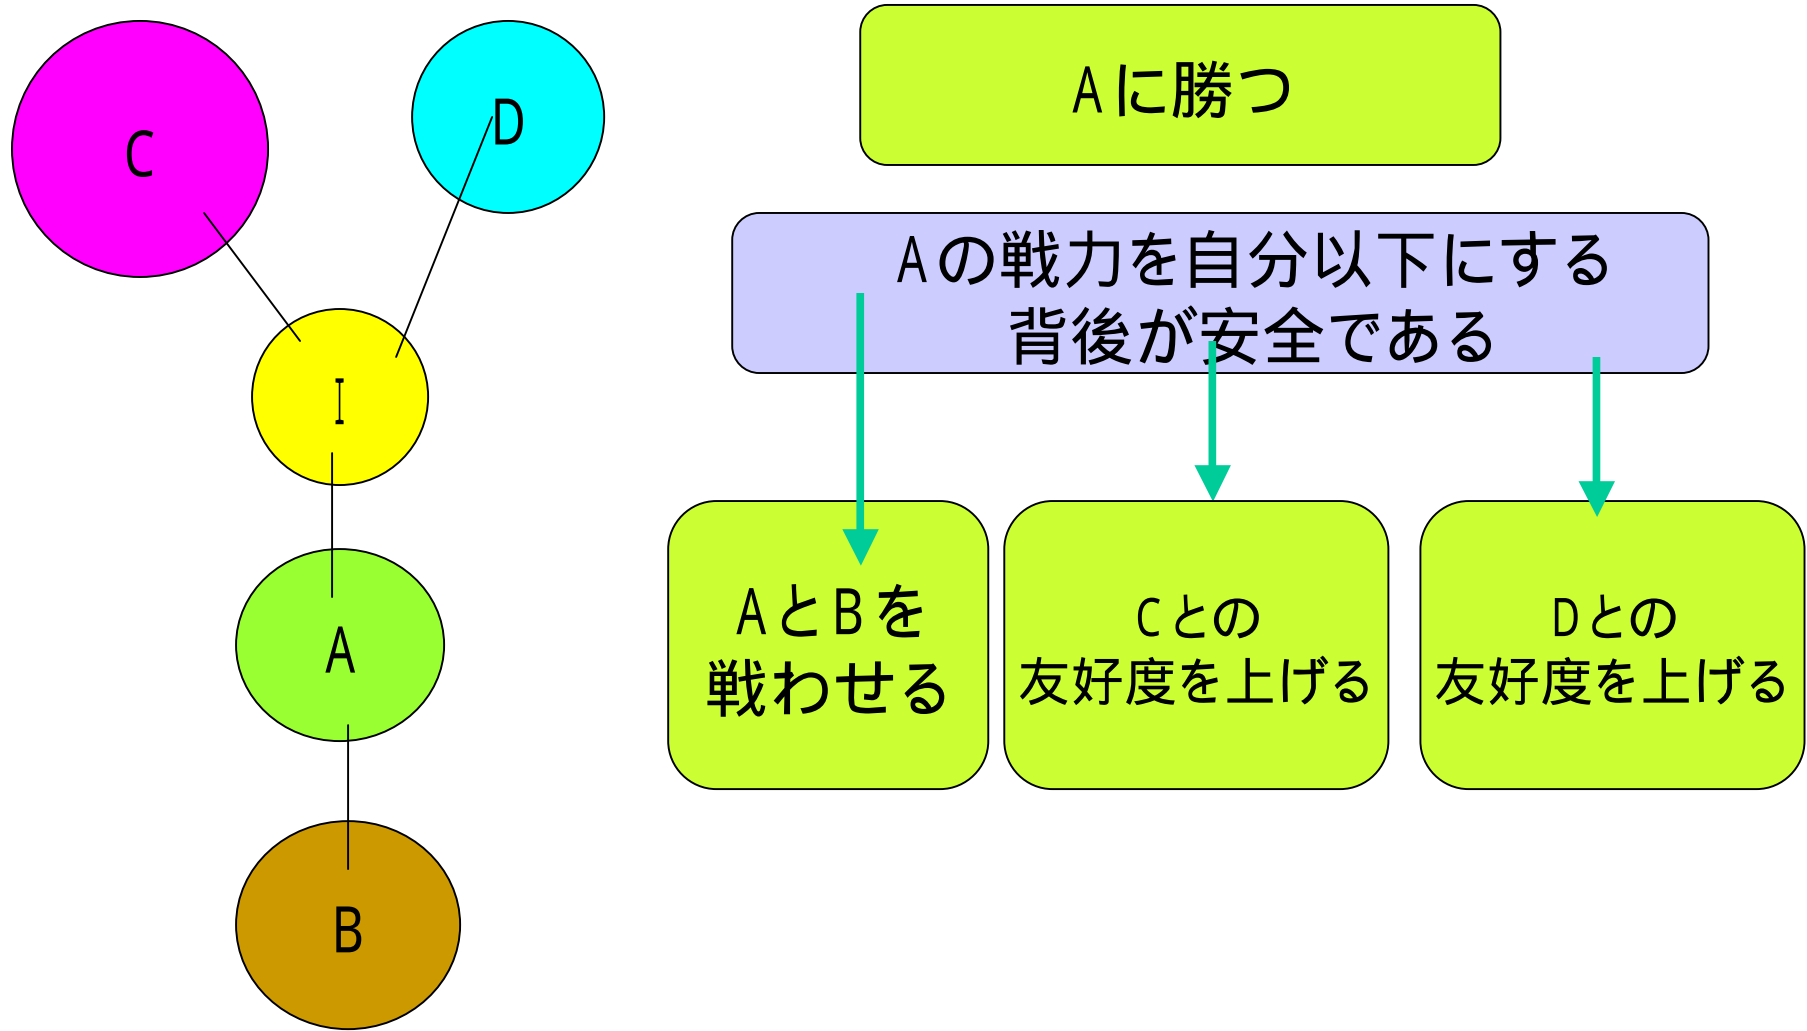 C
D
I
A
B
Aに勝つ
Aの戦力を自分以下にする
背後が安全である
AとBを
戦わせる
Cとの
友好度を上げる
Dとの
友好度を上げる